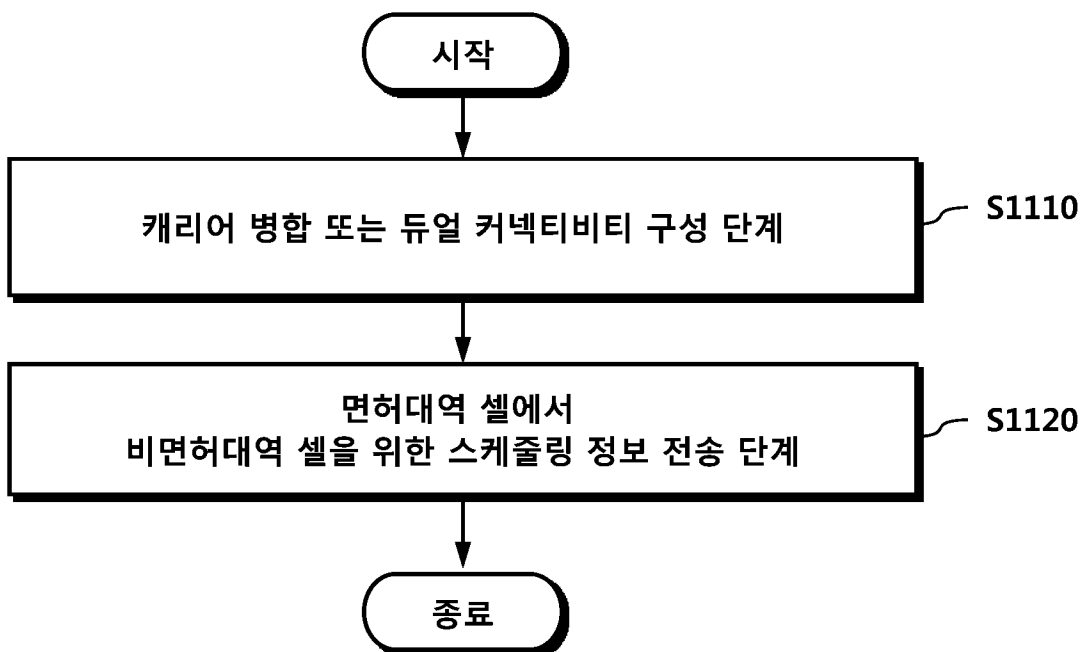 시작
캐리어 병합 또는 듀얼 커넥티비티 구성 단계
S1110
면허대역 셀에서
비면허대역 셀을 위한 스케줄링 정보 전송 단계
S1120
종료